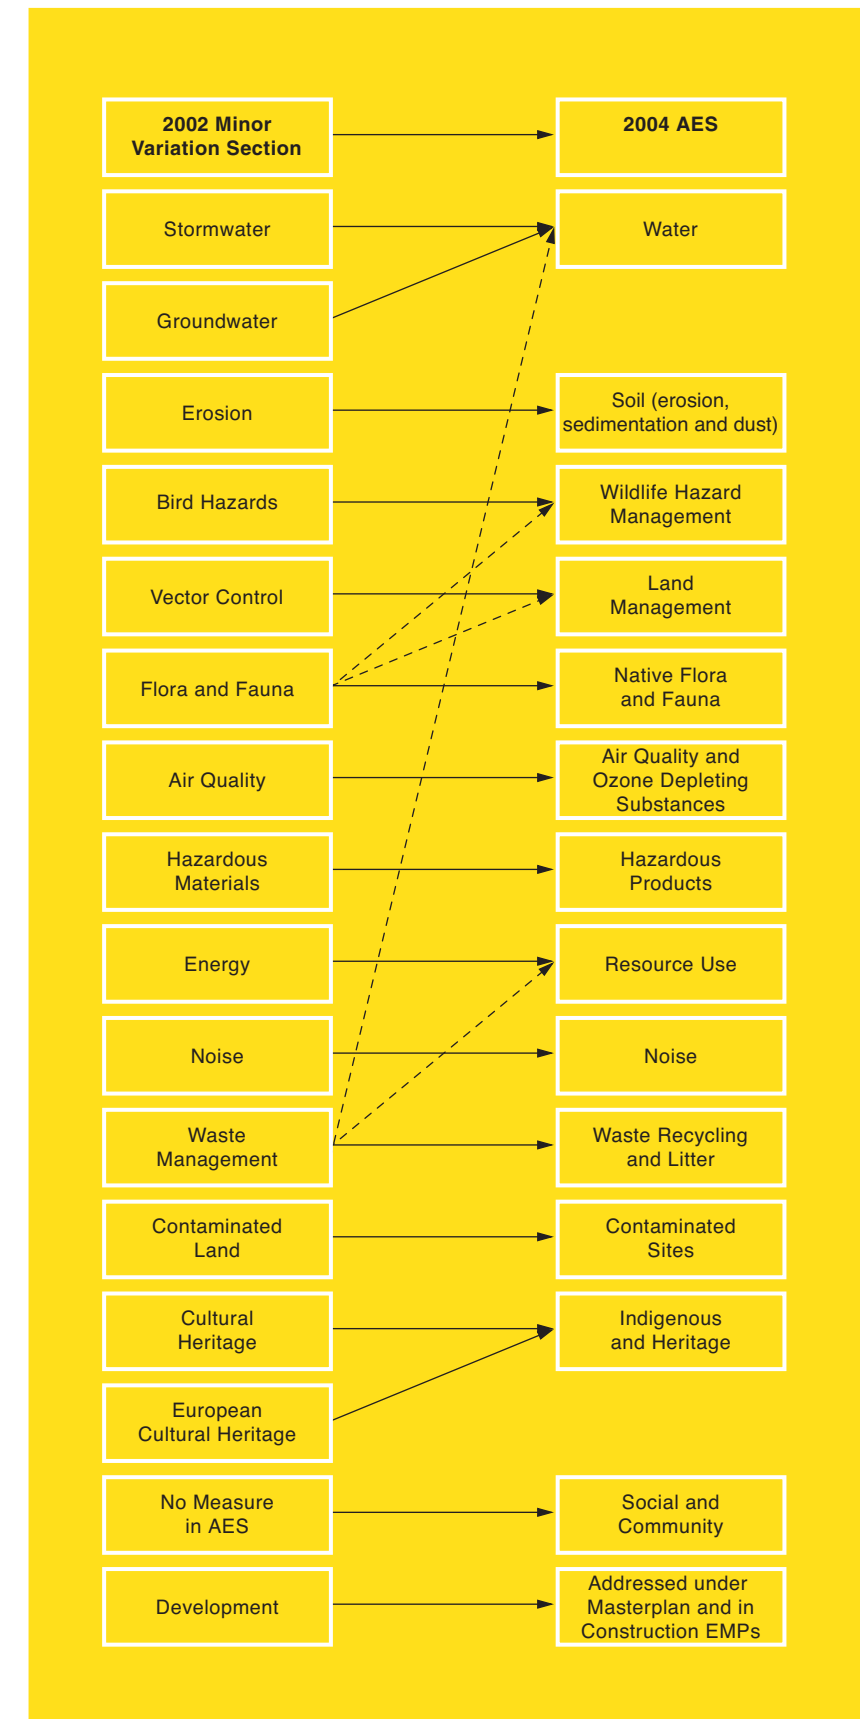 2002 Minor
Variation Section
2004 AES
Stormwater
Water
Groundwater
Erosion
Soil (erosion,
sedimentation and dust)
Bird Hazards
Wildlife Hazard
Management
Vector Control
Land
Management
Flora and Fauna
Native Flora
and Fauna
Air Quality
Air Quality and
Ozone Depleting
Substances
Hazardous
Materials
Hazardous
Products
Energy
Resource Use
Noise
Noise
Waste
Management
Waste Recycling
and Litter
Contaminated
Land
Contaminated
Sites
Cultural
Heritage
Indigenous
and Heritage
European
Cultural Heritage
No Measure
in AES
Social and
Community
Development
Addressed under
Masterplan and in
Construction EMPs